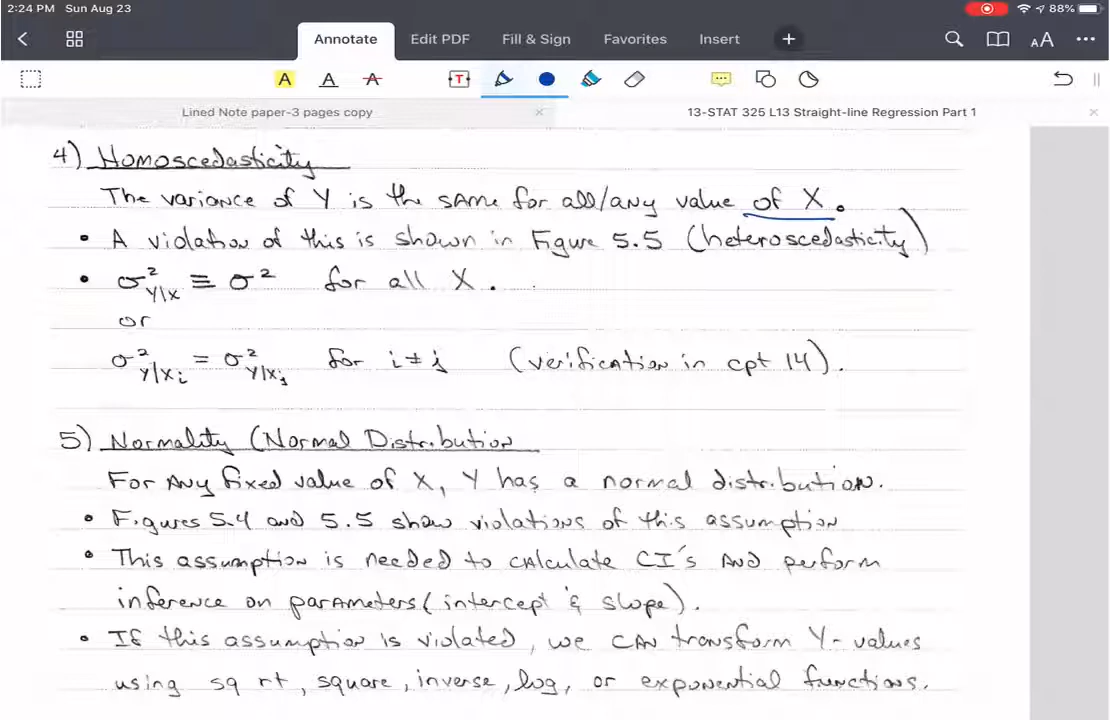 2:24 PM Sun Aug 23 88%
Annotate Edit PDF Fill & Sign Favorites Insert + AA
A A A T
Lined Note paper-3 pages copy × 13-STAT 325 L13 Straight-line Regression Part 1 ×
4) Homoscedasticity
The variance of Y is the same for all/any value of X.
• A violation of this is shown in Figure 5.5 (heteroscedasticity)
• σ²_Y|X ≡ σ² for all X.
or
σ²_Y|Xi = σ²_Y|Xj for i ≠ j (verification in cpt 14).
5) Normality (Normal Distribution
For any fixed value of X, Y has a normal distribution.
• Figures 5.4 and 5.5 show violations of this assumption
• This assumption is needed to calculate CI's and perform
inference on parameters (intercept & slope).
• If this assumption is violated, we can transform Y-values
using sq rt, square, inverse, log, or exponential functions.